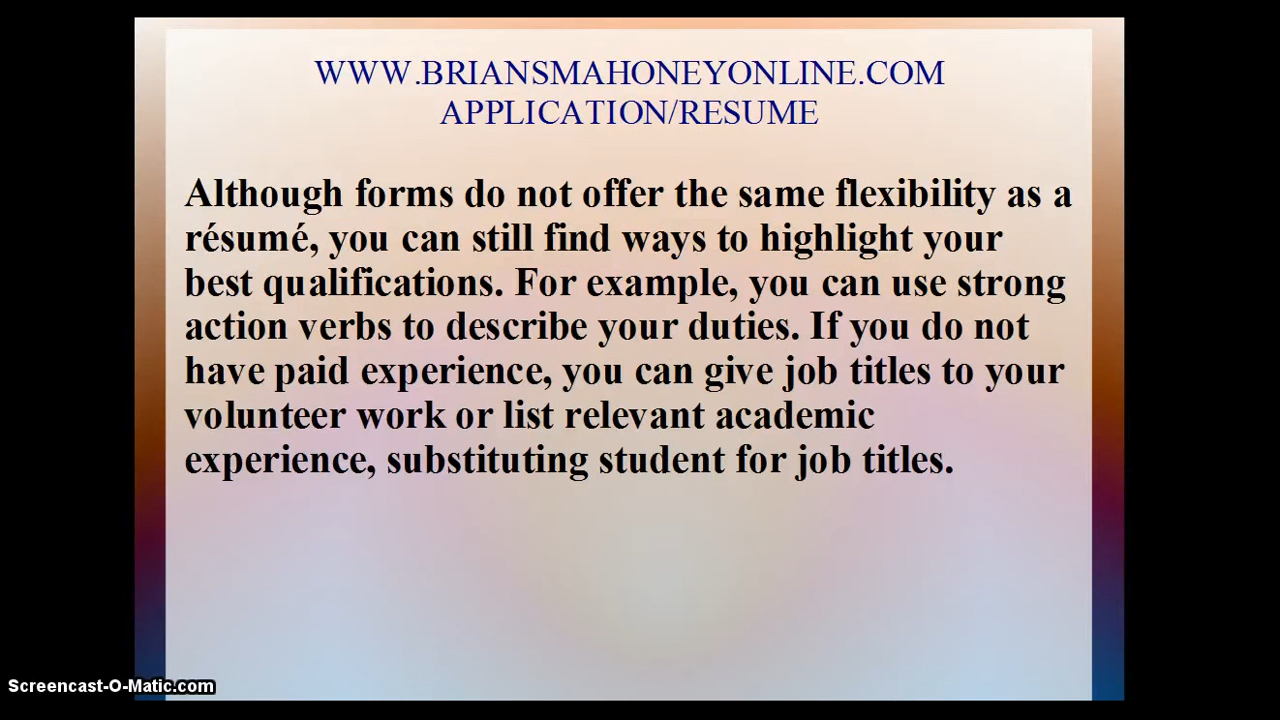 WWW.BRIANSMAHONEYONLINE.COM
APPLICATION/RESUME
Although forms do not offer the same flexibility as a
résumé, you can still find ways to highlight your
best qualifications. For example, you can use strong
action verbs to describe your duties. If you do not
have paid experience, you can give job titles to your
volunteer work or list relevant academic
experience, substituting student for job titles.
Screencast-O-Matic.com